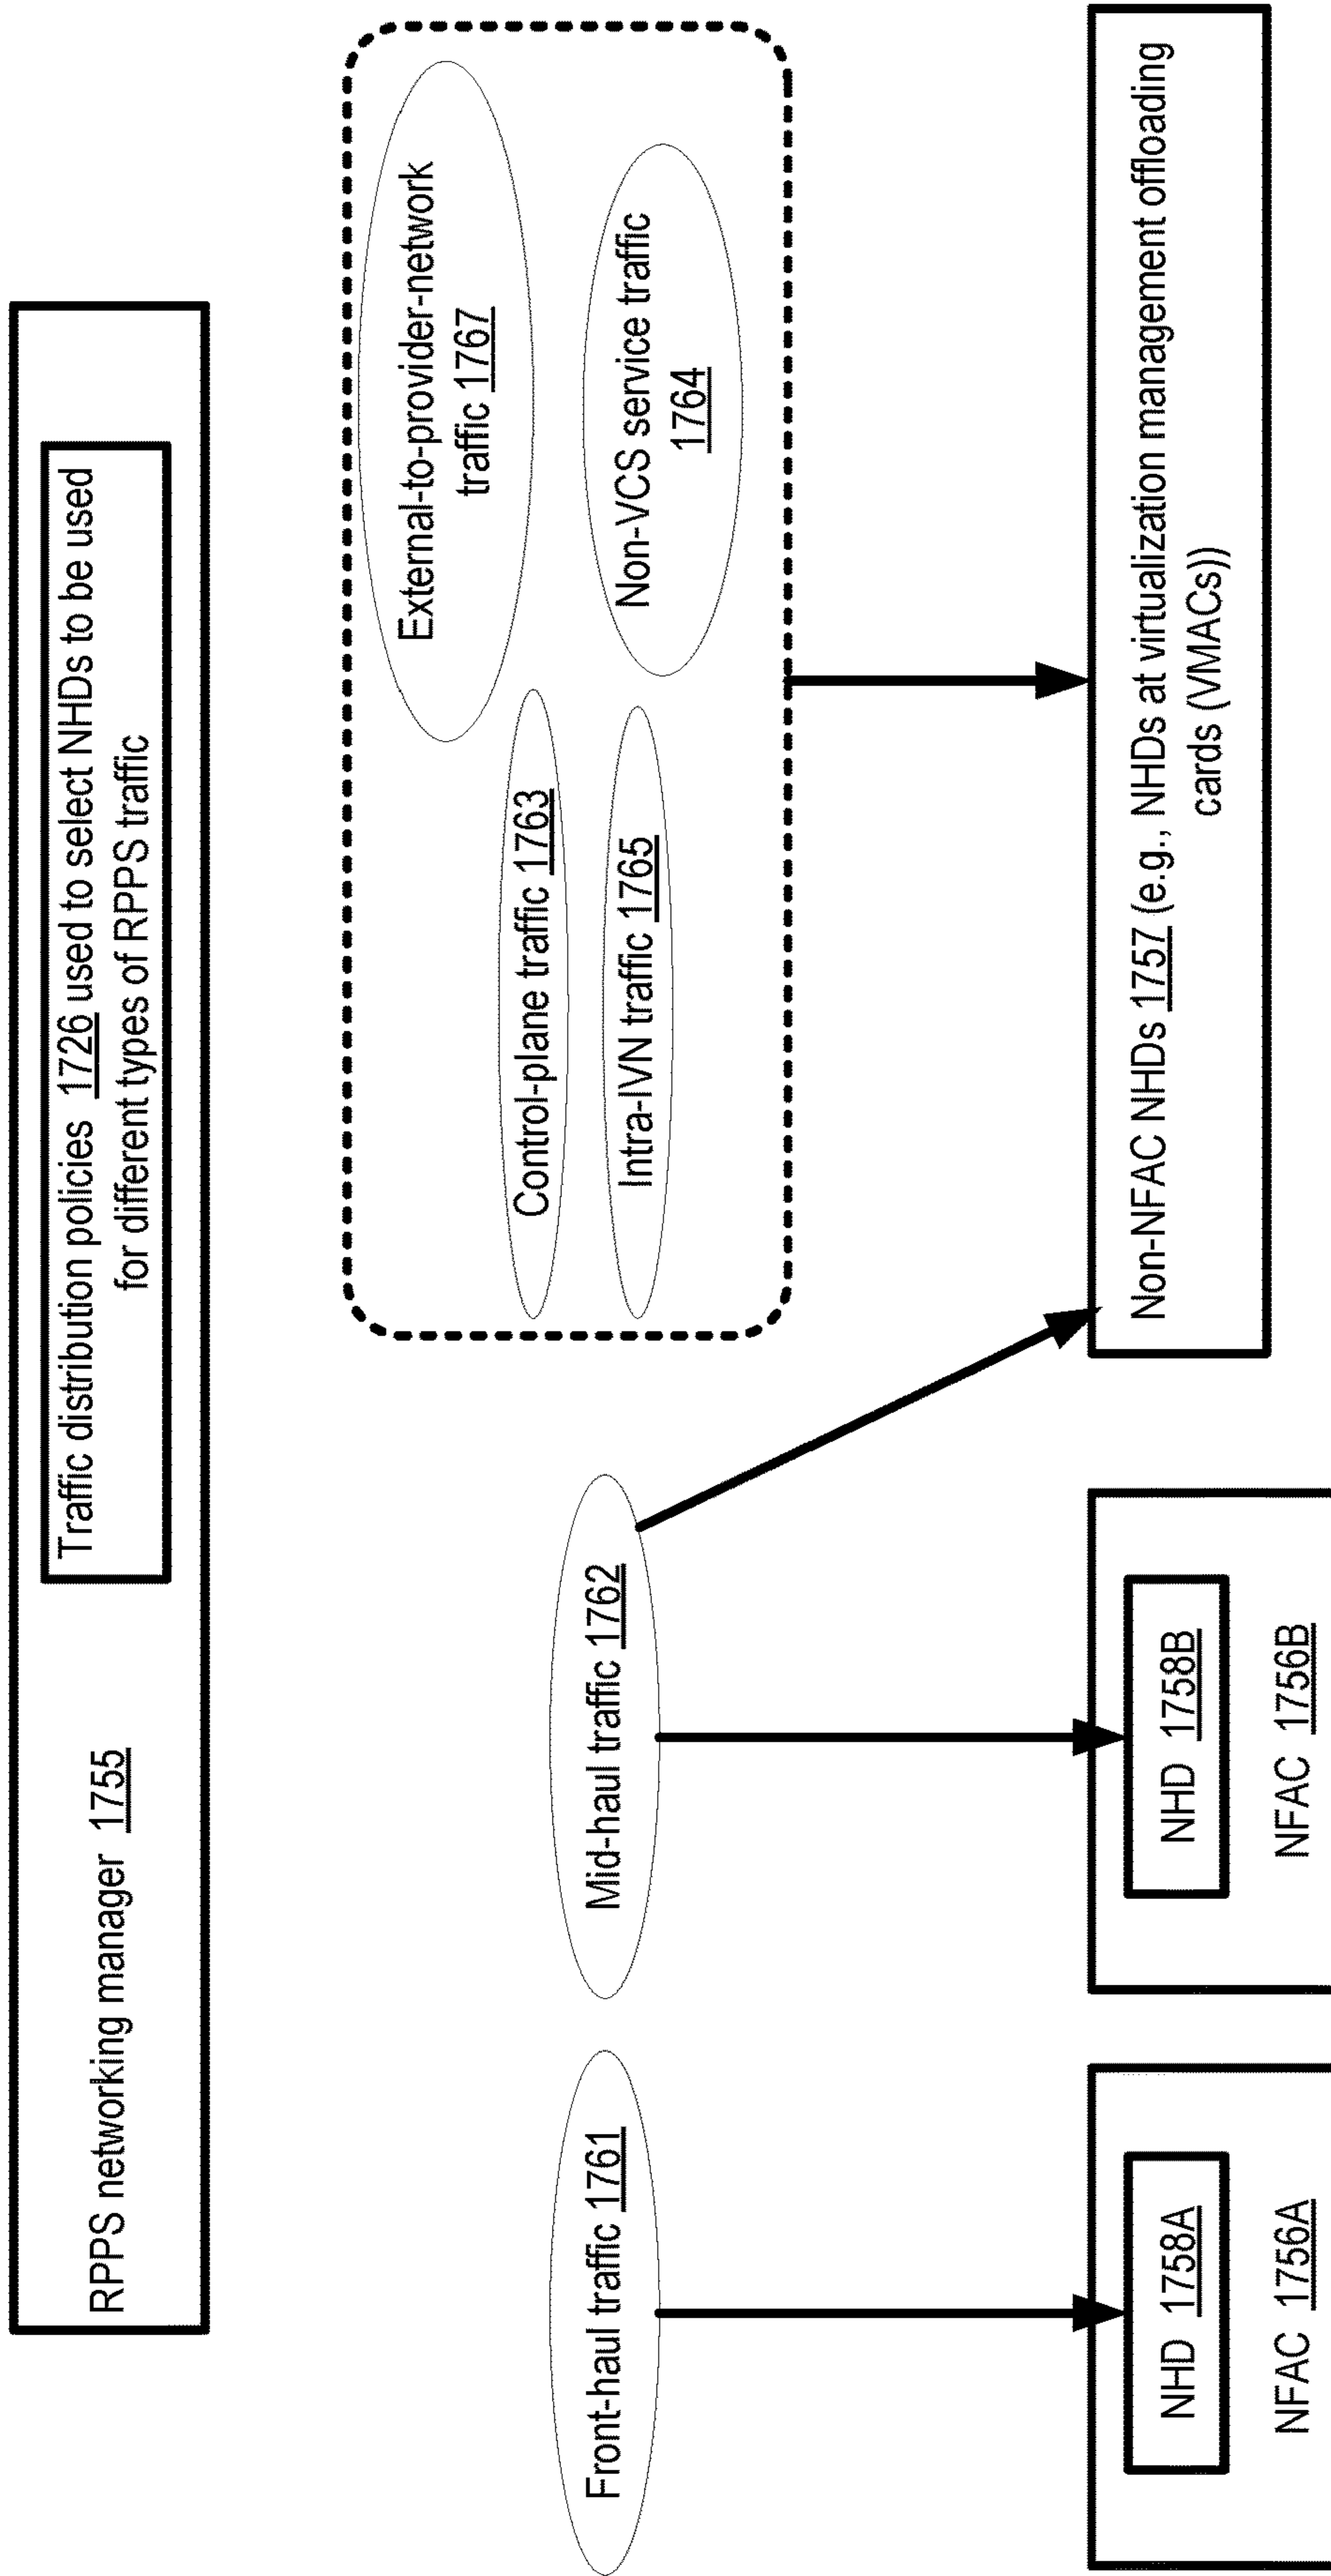 RPPS networking manager 1755
Traffic distribution policies 1726 used to select NHDs to be used
for different types of RPPS traffic
Front-haul traffic 1761
Mid-haul traffic 1762
Control-plane traffic 1763
Intra-IVN traffic 1765
External-to-provider-network
traffic 1767
Non-VCS service traffic
1764
NHD 1758A
NFAC 1756A
NHD 1758B
NFAC 1756B
Non-NFAC NHDs 1757 (e.g., NHDs at virtualization management offloading
cards (VMACs))